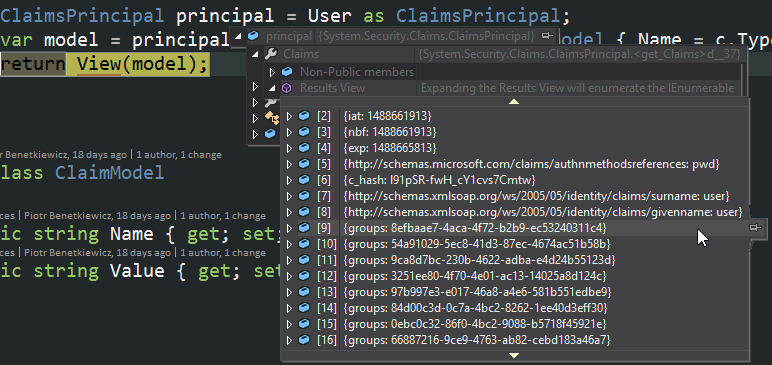 ClaimsPrincipal principal = User as ClaimsPrincipal;
var model = principal
odel { Name = c.Typ
principal {System.Security.Claims.ClaimsPrincipal}
return View(model);
Claims {System.Security.Claims.ClaimsPrincipal.<get_Claims>d__37}
Non-Public members
Results View Expanding the Results View will enumerate the IEnumerable
[2] {iat: 1488661913}
[3] {nbf: 1488661913}
[4] {exp: 1488665813}
[5] {http://schemas.microsoft.com/claims/authnmethodsreferences: pwd}
[6] {c_hash: I91pSR-fwH_cY1cvs7Cmtw}
[7] {http://schemas.xmlsoap.org/ws/2005/05/identity/claims/surname: user}
[8] {http://schemas.xmlsoap.org/ws/2005/05/identity/claims/givenname: user}
[9] {groups: 8efbaae7-4aca-4f72-b2b9-ec53240311c4}
[10] {groups: 54a91029-5ec8-41d3-87ec-4674ac51b58b}
[11] {groups: 9ca8d7bc-230b-4622-adba-e4d24b55123d}
[12] {groups: 3251ee80-4f70-4e01-ac13-14025a8d124c}
[13] {groups: 97b997e3-e017-46a8-a4e6-581b551edbe9}
[14] {groups: 84d00c3d-0c7a-4bc2-8262-1ee40d3eff30}
[15] {groups: 0ebc0c32-86f0-4bc2-9088-b5718f45921e}
[16] {groups: 66887216-9ce9-4763-ab82-cebd183a46a7}
r Benetkiewicz, 18 days ago | 1 author, 1 change
lass ClaimModel
ces | Piotr Benetkiewicz, 18 days ago | 1 author, 1 change
ic string Name { get; set;
ces | Piotr Benetkiewicz, 18 days ago | 1 author, 1 change
ic string Value { get; set